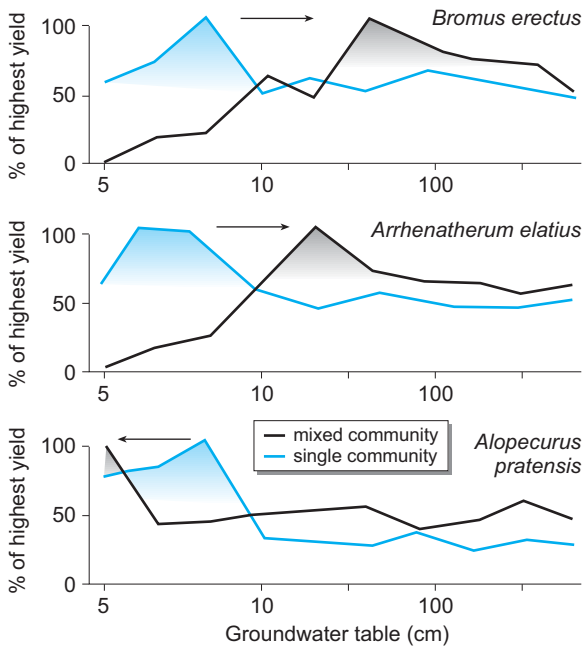 Bromus erectus
% of highest yield
100
50
0
5 10 100
Arrhenatherum elatius
% of highest yield
100
50
0
5 10 100
mixed community
single community
Alopecurus
pratensis
% of highest yield
100
50
0
5 10 100
Groundwater table (cm)